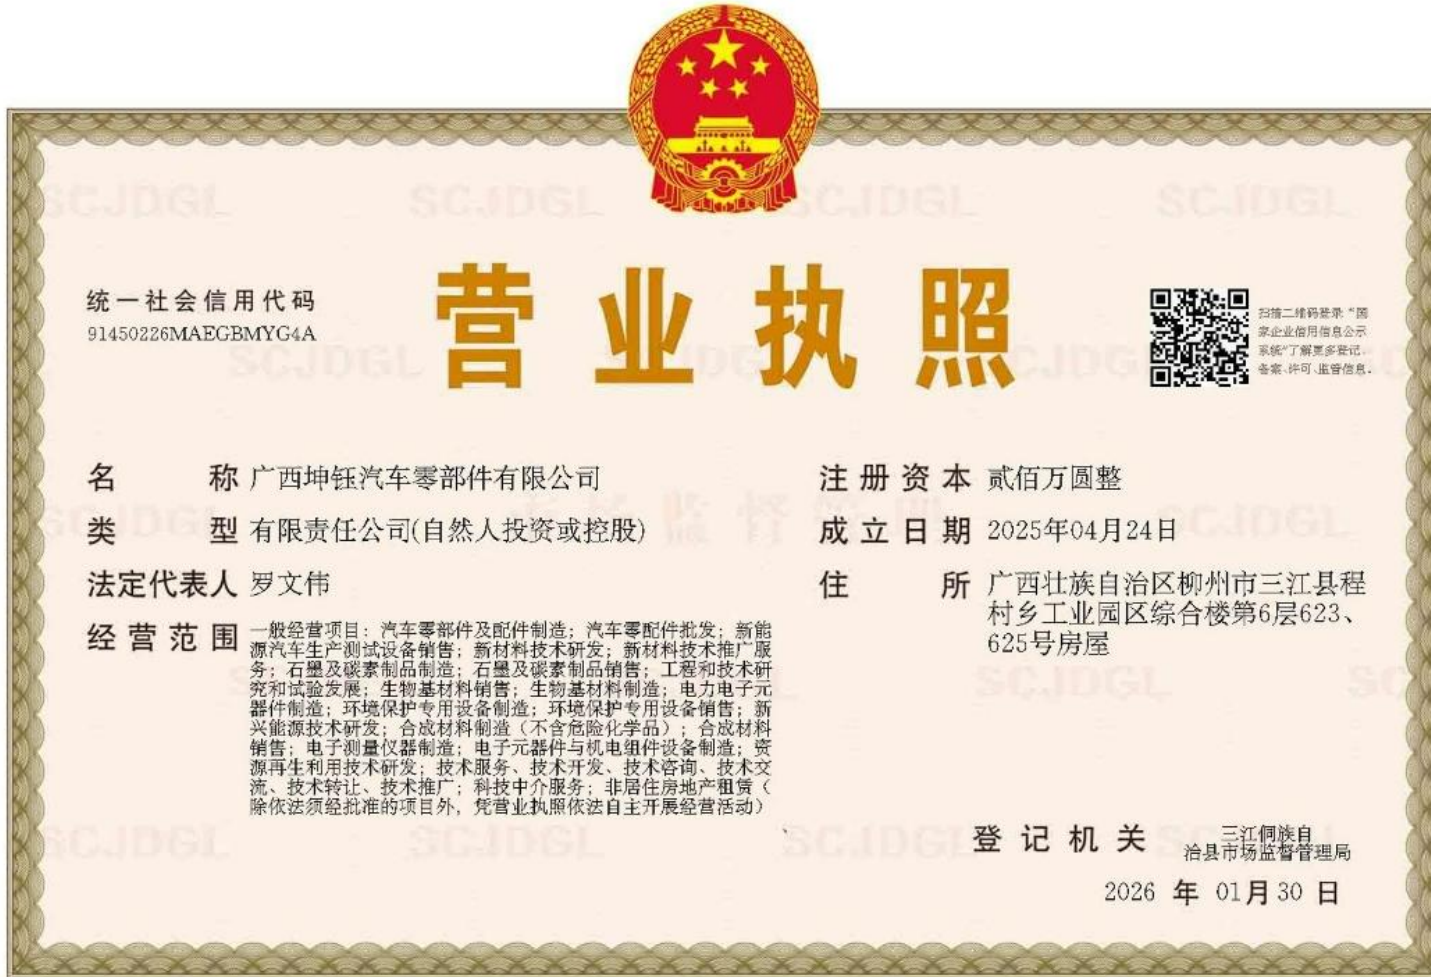 统一社会信用代码
91450226MAEGBMYG4A
营业执照
扫描二维码登录“国
家企业信用信息公示
系统”了解更多登记、
备案、许可、监管信息。
名称 广西坤钰汽车零部件有限公司
类型 有限责任公司(自然人投资或控股)
法定代表人 罗文伟
经营范围 一般经营项目：汽车零部件及配件制造；汽车零配件批发；新能
源汽车生产测试设备销售；新材料技术研发；新材料技术推广服
务；石墨及碳素制品制造；石墨及碳素制品销售；工程和技术研
究和试验发展；生物基材料销售；生物基材料制造；电力电子元
器件制造；环境保护专用设备制造；环境保护专用设备销售；新
兴能源技术研发；合成材料制造（不含危险化学品）；合成材料
销售；电子测量仪器制造；电子元器件与机电组件设备制造；资
源再生利用技术研发；技术服务、技术开发、技术咨询、技术交
流、技术转让、技术推广；科技中介服务；非居住房地产租赁（
除依法须经批准的项目外，凭营业执照依法自主开展经营活动）
注册资本 贰佰万圆整
成立日期 2025年04月24日
住所 广西壮族自治区柳州市三江县程
村乡工业园区综合楼第6层623、
625号房屋
登记机关 三江侗族自
治县市场监督管理局
2026 年 01月30 日
SCJDGL
市场监督管理